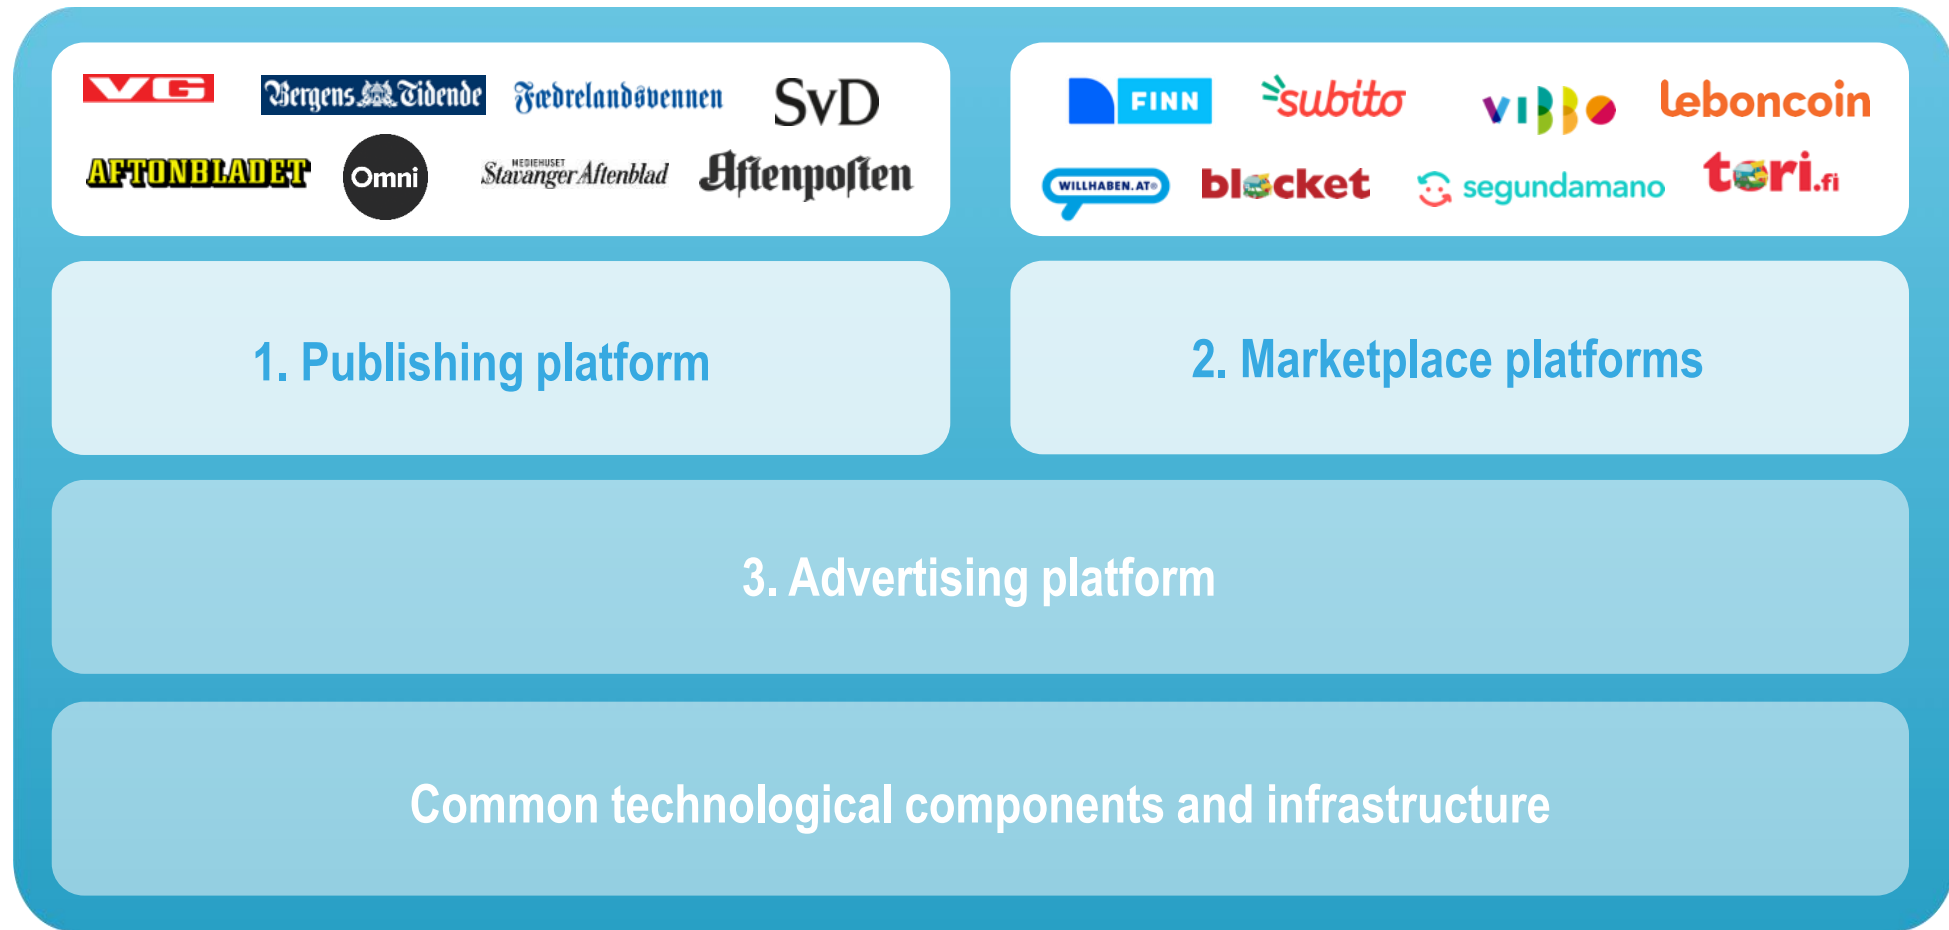 VG
Bergens Tidende
Fædrelandsvennen
SvD
AFTONBLADET
Omni
MEDIEHUSET
Stavanger Aftenblad
Aftenposten
FINN
subito
VIBBO
leboncoin
WILLHABEN.AT®
blocket
segundamano
tori.fi
1. Publishing platform
2. Marketplace platforms
3. Advertising platform
Common technological components and infrastructure